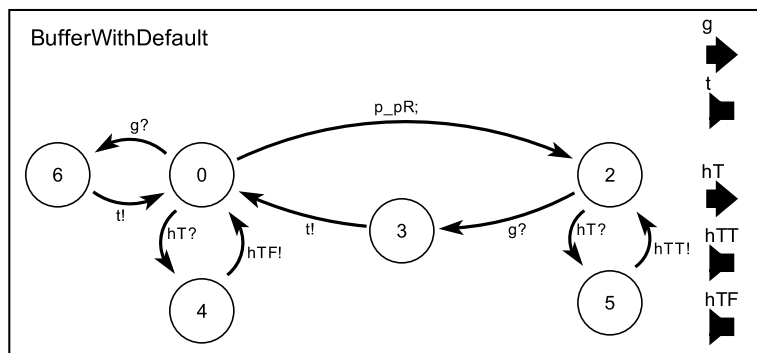 BufferWithDefault
g
t
p_pR;
g?
6
0
2
t!
hT
hT?
hTF!
t!
3
g?
hT?
hTT!
hTT
4
5
hTF